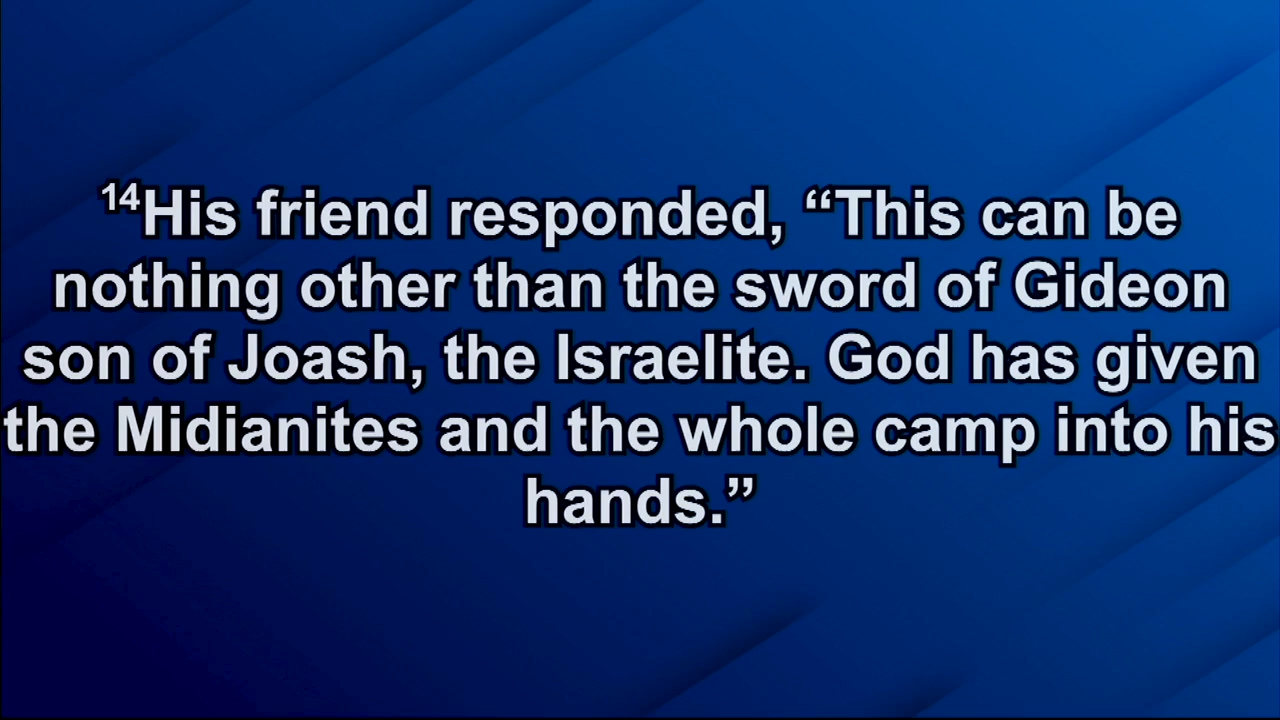 ¹⁴His friend responded, “This can be
nothing other than the sword of Gideon
son of Joash, the Israelite. God has given
the Midianites and the whole camp into his
hands.”